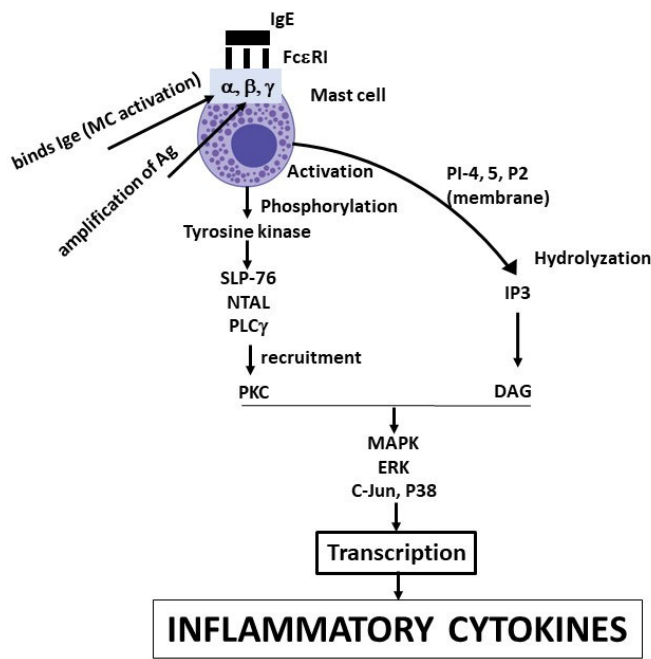 IgE
FcεRI
α, β, γ
Mast cell
binds Ige (MC activation)
amplification of Ag
Activation
PI-4, 5, P2
(membrane)
Phosphorylation
Tyrosine kinase
Hydrolyzation
SLP-76
NTAL
PLCγ
IP3
recruitment
PKC
DAG
MAPK
ERK
C-Jun, P38
Transcription
INFLAMMATORY CYTOKINES